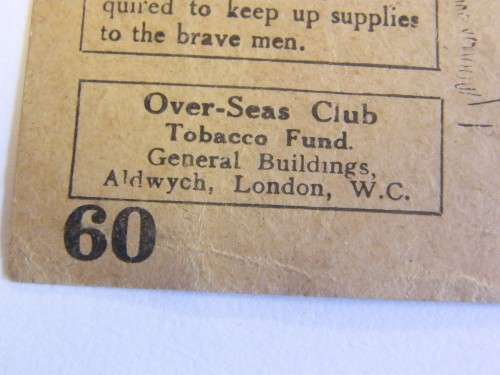 quired to keep up supplies
to the brave men.
Over-Seas Club
Tobacco Fund.
General Buildings,
Aldwych, London, W.C.
60